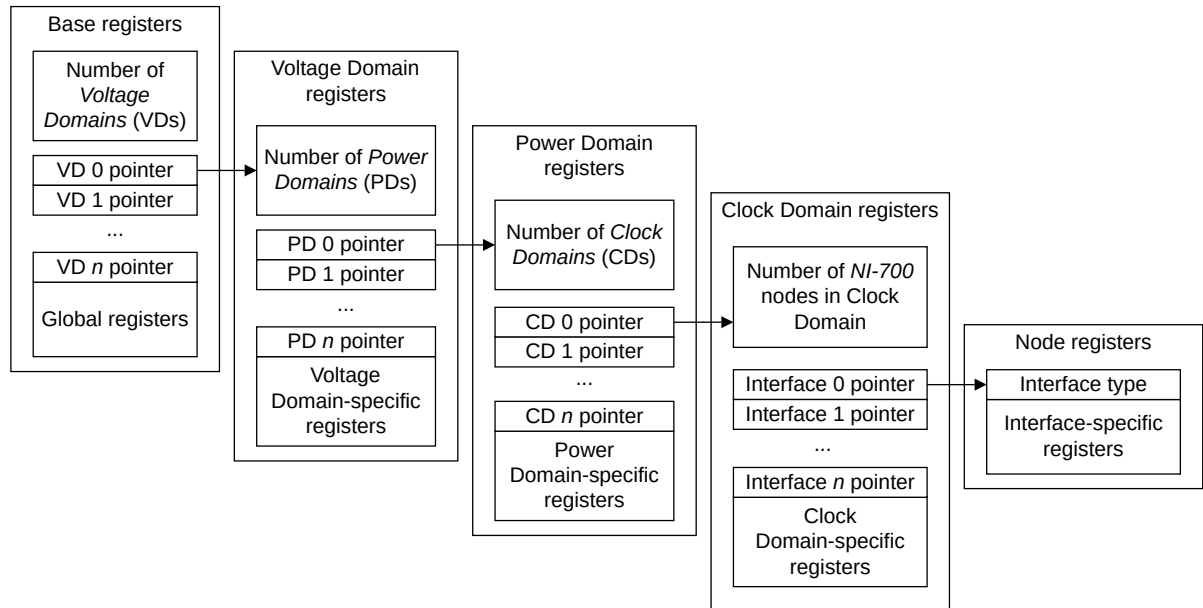 Base registers
Number of
Voltage
Domains (VDs)
VD 0 pointer
VD 1 pointer
...
VD n pointer
Global registers
Voltage Domain
registers
Number of Power
Domains (PDs)
PD 0 pointer
PD 1 pointer
...
PD n pointer
Voltage
Domain-specific
registers
Power Domain
registers
Number of Clock
Domains (CDs)
CD 0 pointer
CD 1 pointer
...
CD n pointer
Power
Domain-specific
registers
Clock Domain registers
Number of NI-700
nodes in Clock
Domain
Interface 0 pointer
Interface 1 pointer
...
Interface n pointer
Clock
Domain-specific
registers
Node registers
Interface type
Interface-specific
registers